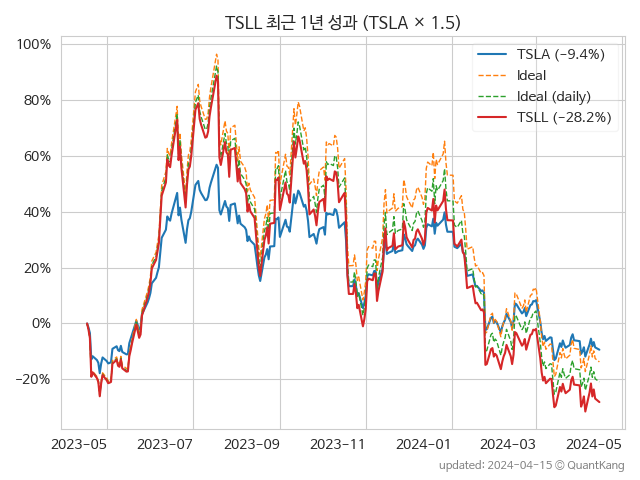 TSLL 최근 1년 성과 (TSLA × 1.5)
100%
80%
60%
40%
20%
0%
−20%
TSLA (−9.4%)
Ideal
Ideal (daily)
TSLL (−28.2%)
2023−05
2023−07
2023−09
2023−11
2024−01
2024−03
2024−05
updated: 2024−04−15 © QuantKang